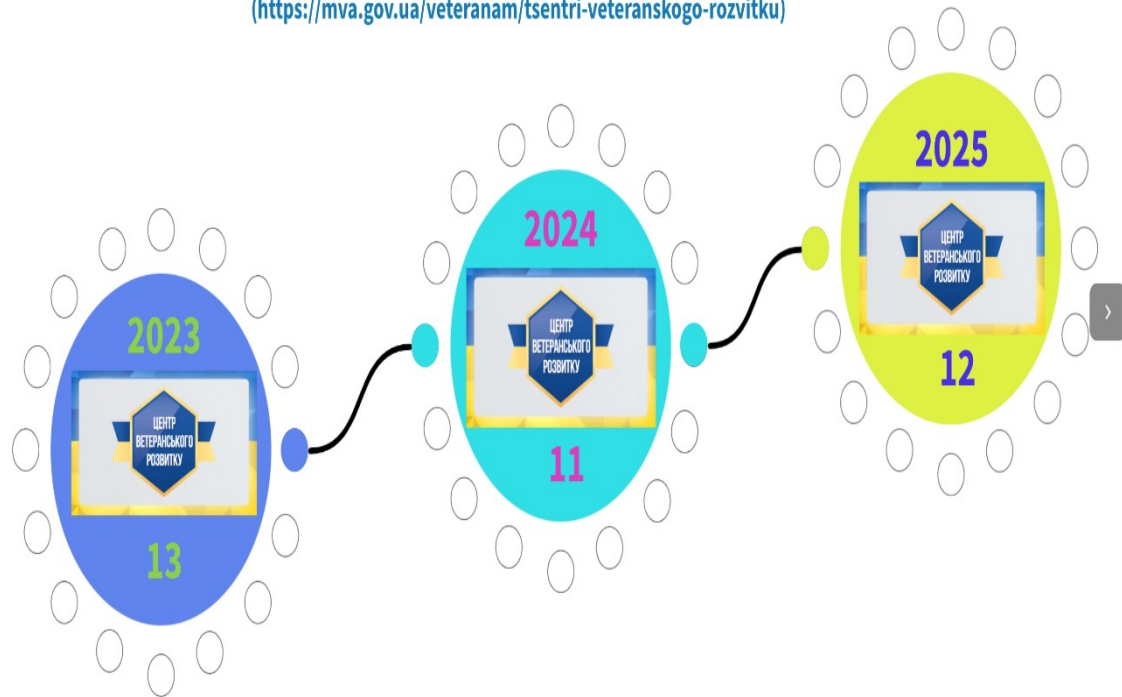 (https://mva.gov.ua/veteranam/tsentri-veteranskogo-rozvitku)
2023
ЦЕНТР
ВЕТЕРАНСЬКОГО
РОЗВИТКУ
13
2024
ЦЕНТР
ВЕТЕРАНСЬКОГО
РОЗВИТКУ
11
2025
ЦЕНТР
ВЕТЕРАНСЬКОГО
РОЗВИТКУ
12